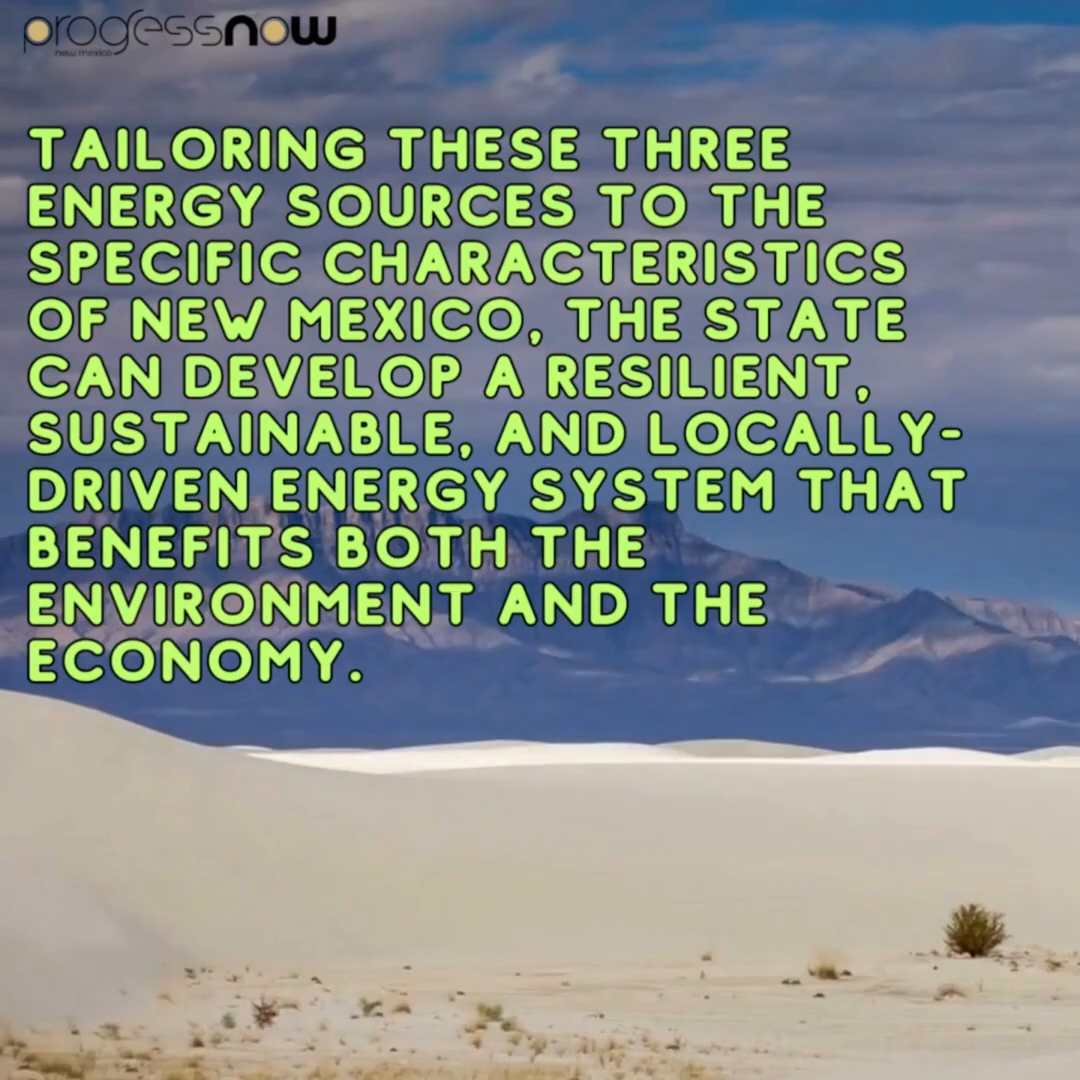 progessnow
new mexico
TAILORING THESE THREE
ENERGY SOURCES TO THE
SPECIFIC CHARACTERISTICS
OF NEW MEXICO, THE STATE
CAN DEVELOP A RESILIENT,
SUSTAINABLE, AND LOCALLY-
DRIVEN ENERGY SYSTEM THAT
BENEFITS BOTH THE
ENVIRONMENT AND THE
ECONOMY.